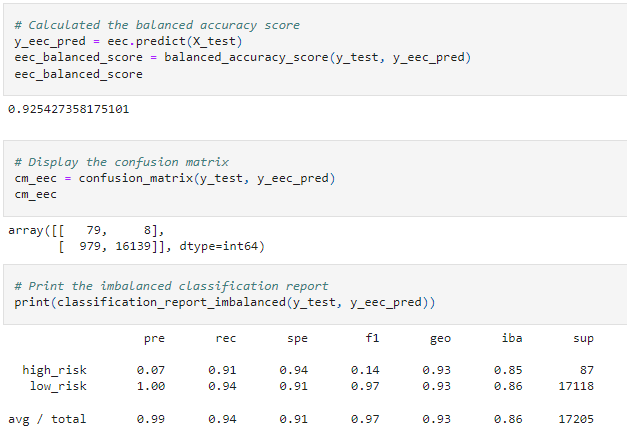 # Calculated the balanced accuracy score
y_eec_pred = eec.predict(X_test)
eec_balanced_score = balanced_accuracy_score(y_test, y_eec_pred)
eec_balanced_score
0.925427358175101
# Display the confusion matrix
cm_eec = confusion_matrix(y_test, y_eec_pred)
cm_eec
array([[   79,     8],
       [  979, 16139]], dtype=int64)
# Print the imbalanced classification report
print(classification_report_imbalanced(y_test, y_eec_pred))
                   pre       rec       spe        f1       geo       iba       sup
  high_risk       0.07      0.91      0.94      0.14      0.93      0.85        87
   low_risk       1.00      0.94      0.91      0.97      0.93      0.86     17118
avg / total       0.99      0.94      0.91      0.97      0.93      0.86     17205